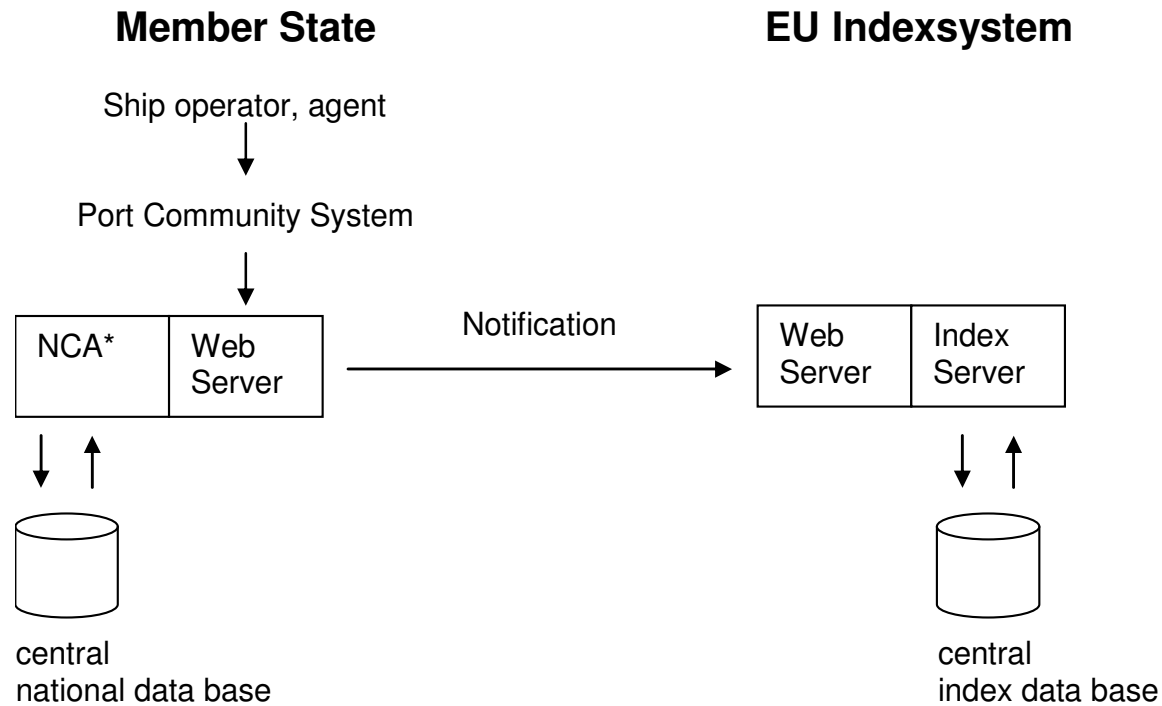 Member State
EU Indexsystem
Ship operator, agent
Port Community System
Notification
NCA*
Web
Server
Web
Server
Index
Server
central
national data base
central
index data base